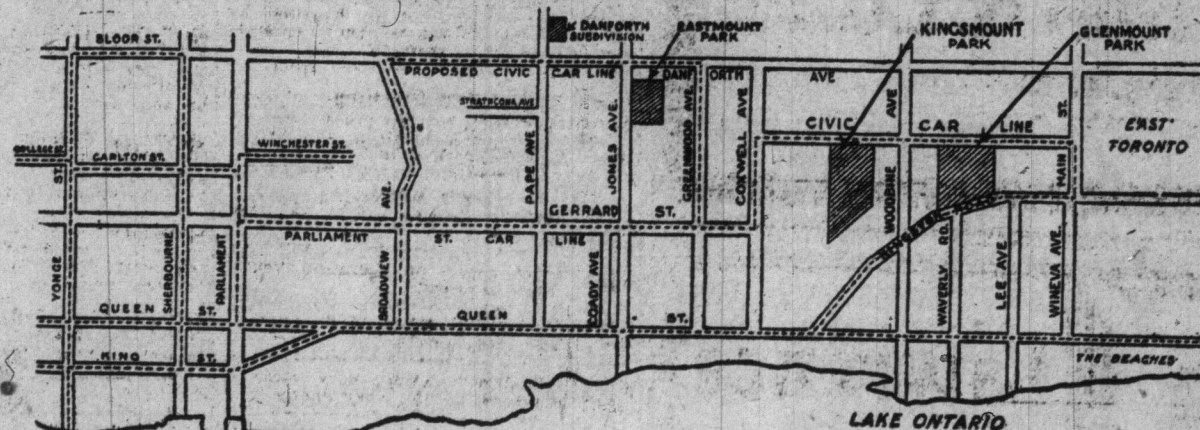 BLOOR ST.
DANFORTH
SUBDIVISION
EASTMOUNT
PARK
KINGSMOUNT
PARK
GLENMOUNT
PARK
PROPOSED CIVIC CAR LINE
DANFORTH AVE
STRATHCONA AVE
CIVIC CAR LINE
EAST
TORONTO
COLLEGE ST.
CARLTON ST.
WINCHESTER ST.
GERRARD ST.
PARLIAMENT ST. CAR LINE
YONGE ST.
SHERBOURNE
PARLIAMENT
BROADVIEW AVE.
PAPE AVE
JONES AVE.
GREENWOOD AVE.
COXWELL AVE
WOODBINE AVE
MAIN ST.
KINGSTON ROAD
COADY AVE
WAVERLY RD.
LEE AVE
WINEVA AVE.
QUEEN ST.
QUEEN ST.
KING ST.
THE BEACHES
LAKE ONTARIO